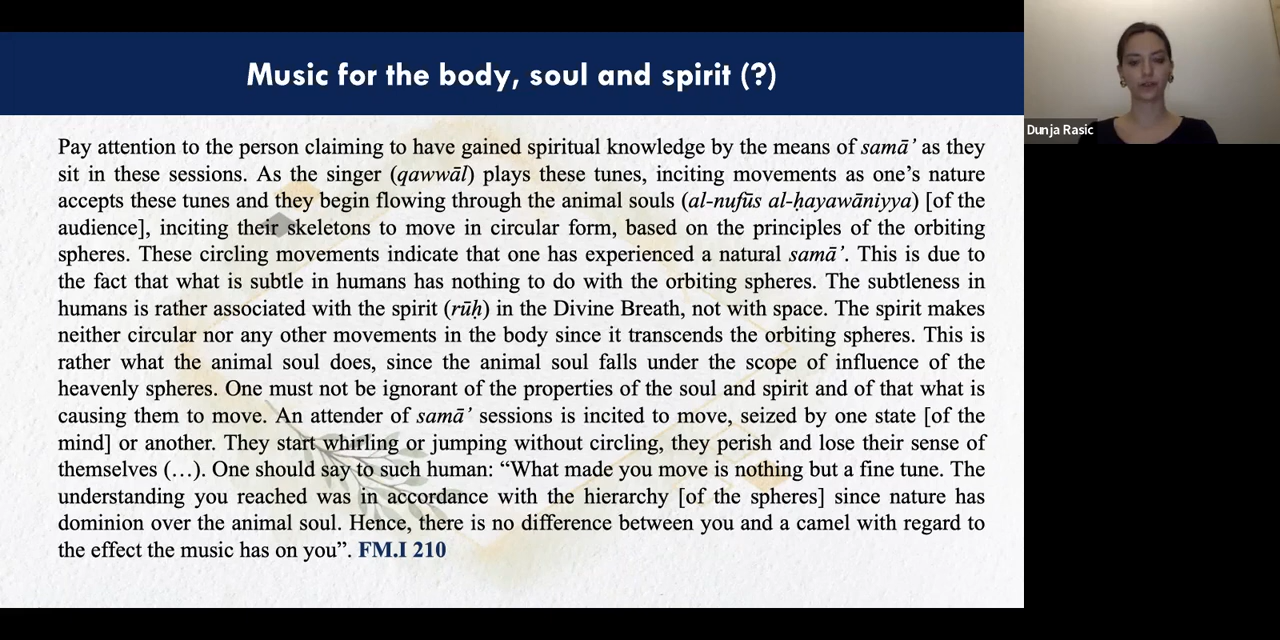 Music for the body, soul and spirit (?)
Pay attention to the person claiming to have gained spiritual knowledge by the means of samā’ as they
sit in these sessions. As the singer (qawwāl) plays these tunes, inciting movements as one’s nature
accepts these tunes and they begin flowing through the animal souls (al-nufūs al-ḥayawāniyya) [of the
audience], inciting their skeletons to move in circular form, based on the principles of the orbiting
spheres. These circling movements indicate that one has experienced a natural samā’. This is due to
the fact that what is subtle in humans has nothing to do with the orbiting spheres. The subtleness in
humans is rather associated with the spirit (rūḥ) in the Divine Breath, not with space. The spirit makes
neither circular nor any other movements in the body since it transcends the orbiting spheres. This is
rather what the animal soul does, since the animal soul falls under the scope of influence of the
heavenly spheres. One must not be ignorant of the properties of the soul and spirit and of that what is
causing them to move. An attender of samā’ sessions is incited to move, seized by one state [of the
mind] or another. They start whirling or jumping without circling, they perish and lose their sense of
themselves (…). One should say to such human: “What made you move is nothing but a fine tune. The
understanding you reached was in accordance with the hierarchy [of the spheres] since nature has
dominion over the animal soul. Hence, there is no difference between you and a camel with regard to
the effect the music has on you”. FM.I 210
Dunja Rasic